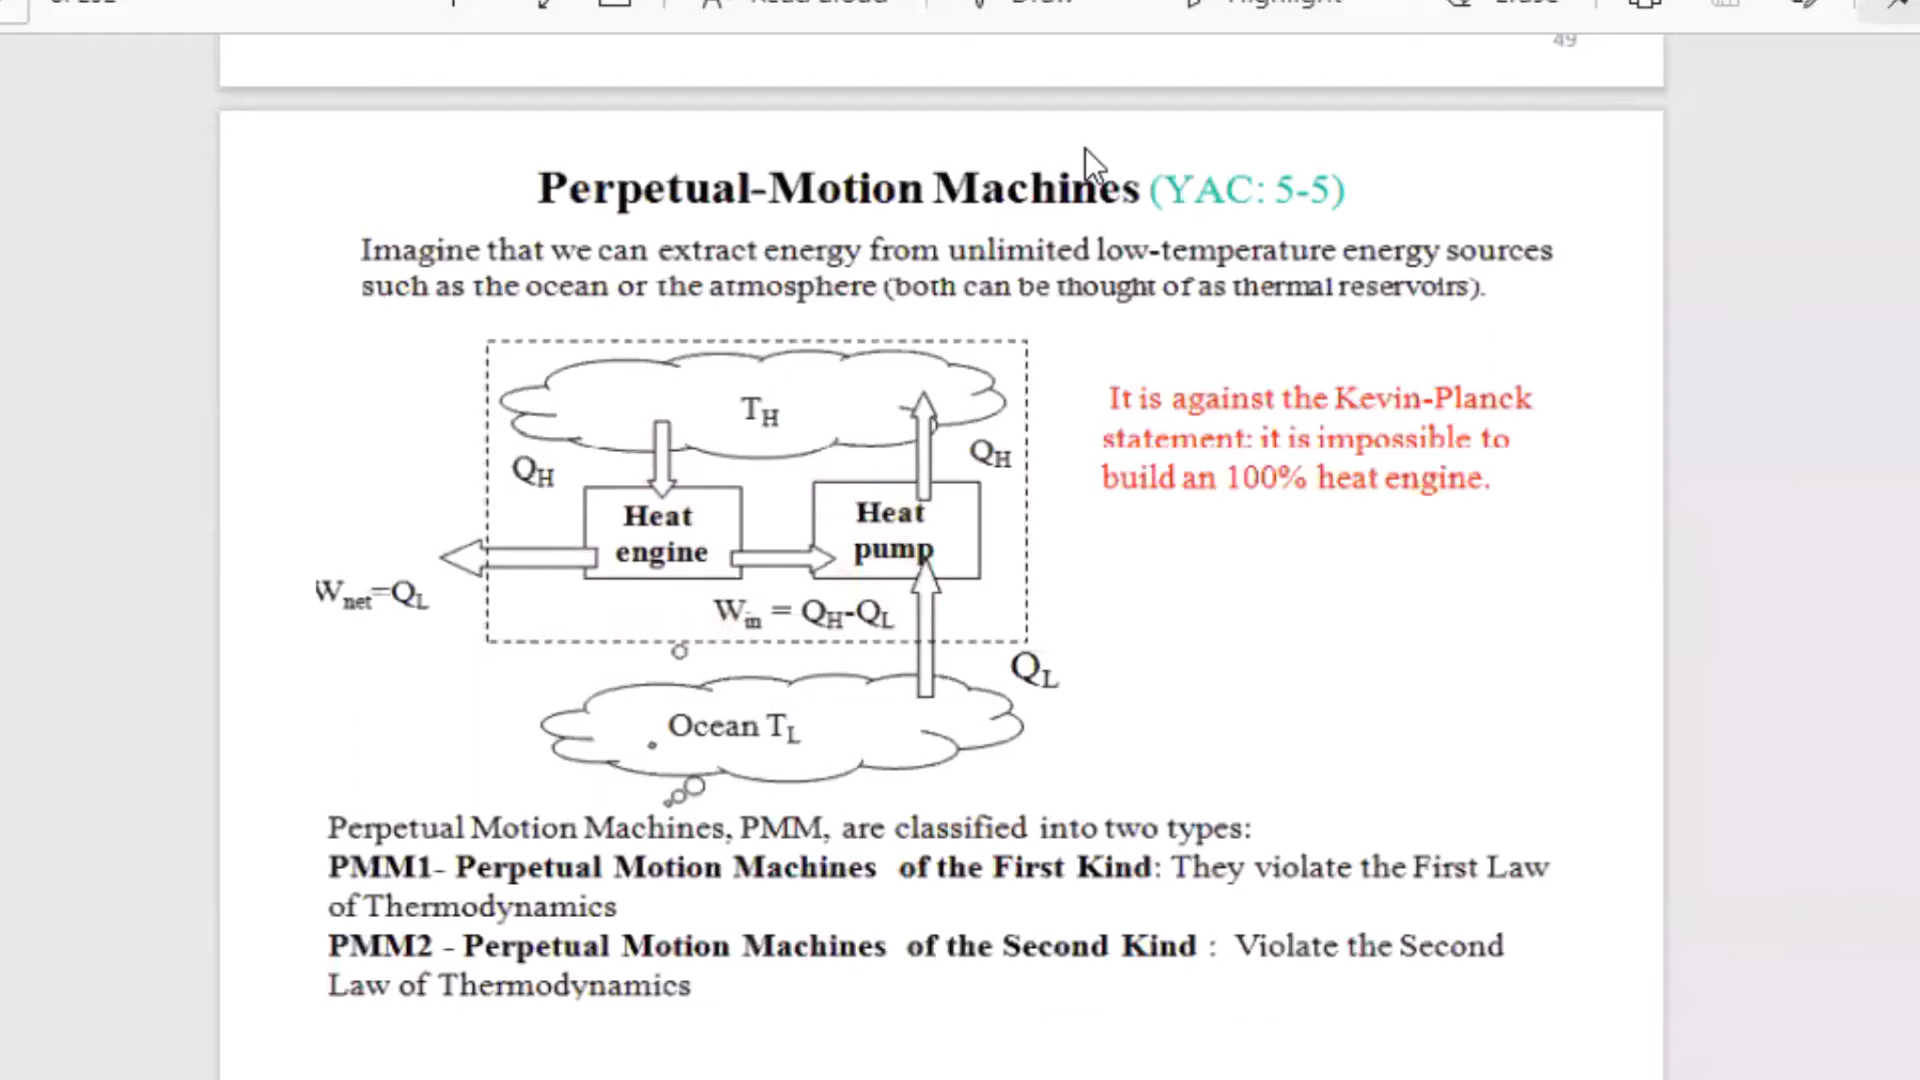 49
Perpetual-Motion Machines (YAC: 5-5)
Imagine that we can extract energy from unlimited low-temperature energy sources
such as the ocean or the atmosphere (both can be thought of as thermal reservoirs).
TH
QH
QH
It is against the Kevin-Planck
statement: it is impossible to
build an 100% heat engine.
Heat
engine
Heat
pump
Wnet=QL
Win = QH-QL
QL
Ocean TL
Perpetual Motion Machines, PMM, are classified into two types:
PMM1- Perpetual Motion Machines of the First Kind: They violate the First Law
of Thermodynamics
PMM2 - Perpetual Motion Machines of the Second Kind : Violate the Second
Law of Thermodynamics